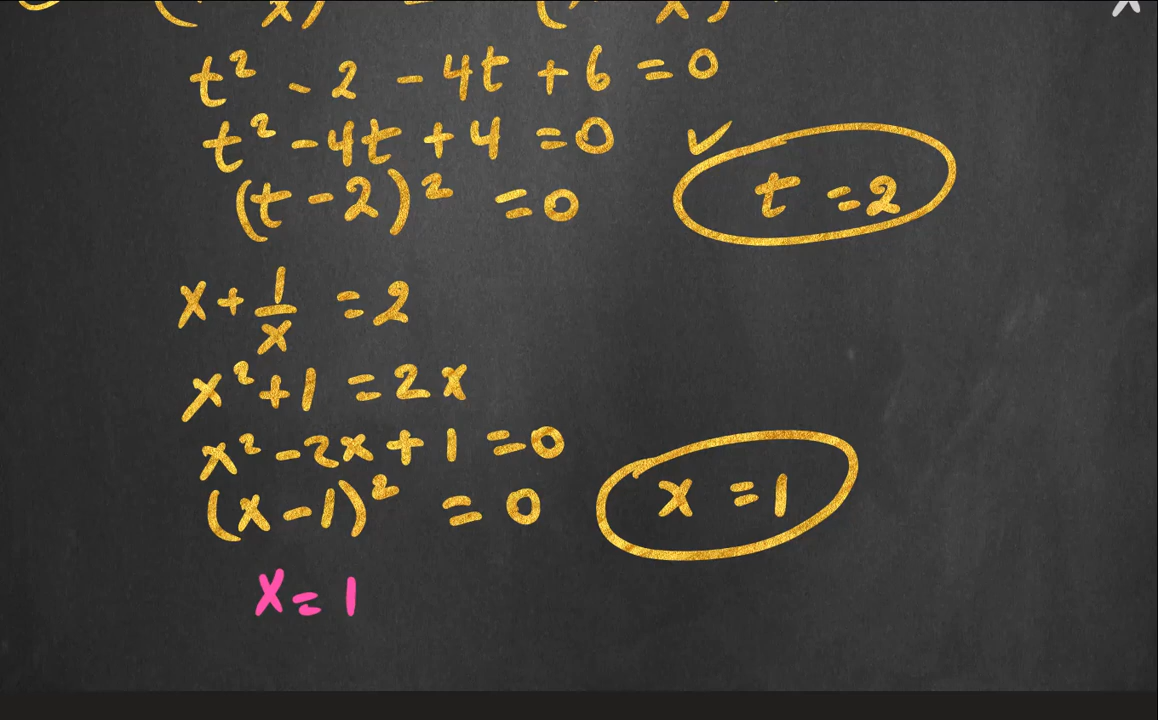 t² - 2 - 4t + 6 = 0
t² - 4t + 4 = 0
(t - 2)² = 0 ✓ t = 2
x + 1/x = 2
x² + 1 = 2x
x² - 2x + 1 = 0
(x - 1)² = 0 x = 1
x = 1